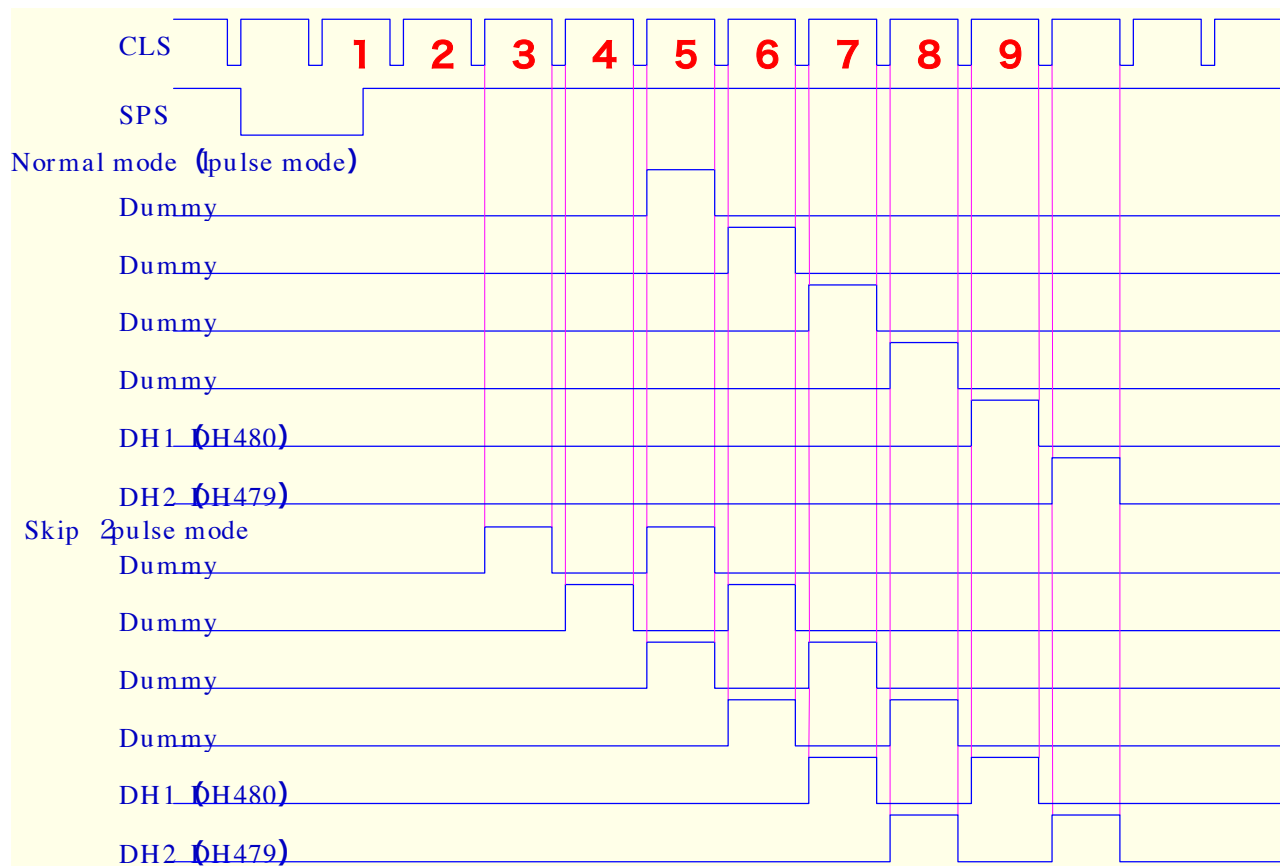 CLS 1 2 3 4 5 6 7 8 9
SPS
Normal mode (1pulse mode)
Dummy
Dummy
Dummy
Dummy
DH1 (DH480)
DH2 (DH479)
Skip 2pulse mode
Dummy
Dummy
Dummy
Dummy
DH1 (DH480)
DH2 (DH479)